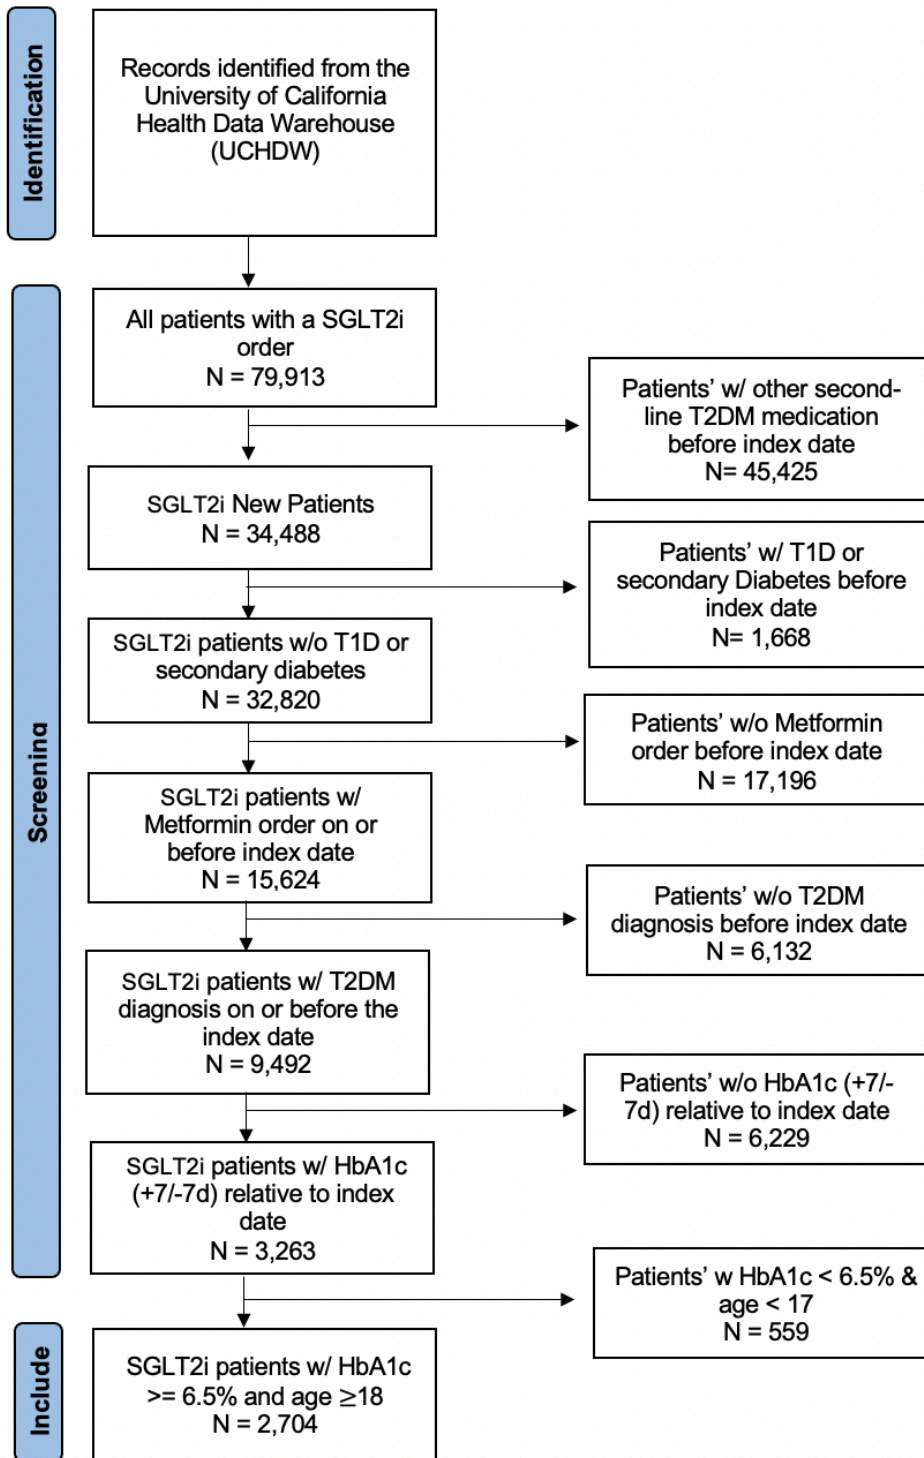 Identification
Records identified from the
University of California
Health Data Warehouse
(UCHDW)
Screening
All patients with a SGLT2i
order
N = 79,913
Patients’ w/ other second-
line T2DM medication
before index date
N= 45,425
SGLT2i New Patients
N = 34,488
Patients’ w/ T1D or
secondary Diabetes before
index date
N= 1,668
SGLT2i patients w/o T1D or
secondary diabetes
N = 32,820
Patients’ w/o Metformin
order before index date
N = 17,196
SGLT2i patients w/
Metformin order on or
before index date
N = 15,624
Patients’ w/o T2DM
diagnosis before index date
N = 6,132
SGLT2i patients w/ T2DM
diagnosis on or before the
index date
N = 9,492
Patients’ w/o HbA1c (+7/-
7d) relative to index date
N = 6,229
SGLT2i patients w/ HbA1c
(+7/-7d) relative to index
date
N = 3,263
Patients’ w HbA1c < 6.5% &
age < 17
N = 559
Include
SGLT2i patients w/ HbA1c
>= 6.5% and age ≥18
N = 2,704